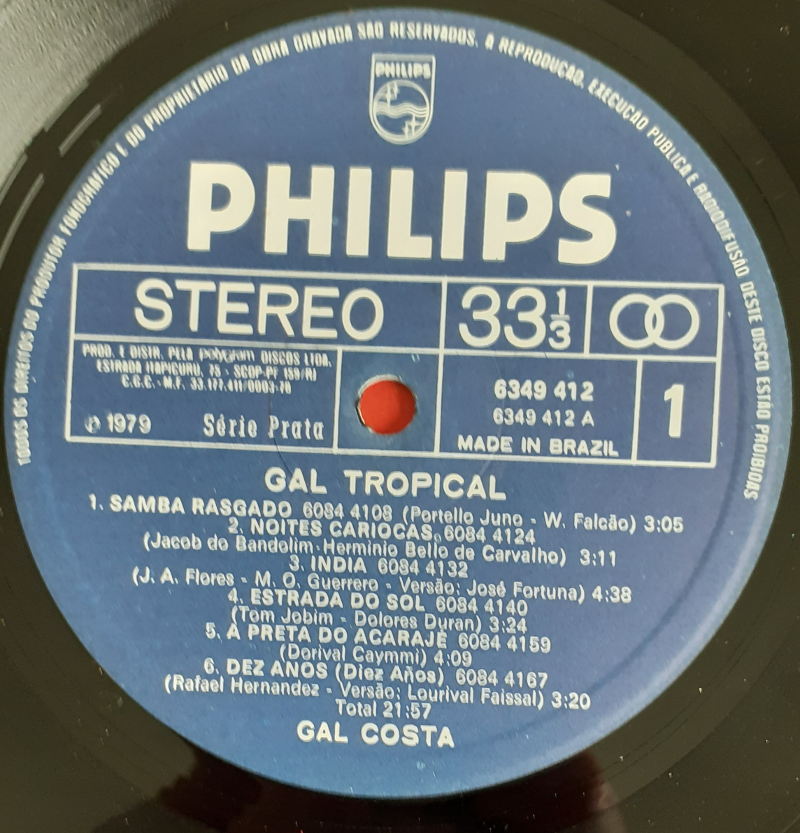 TODOS OS DIREITOS DO PRODUTOR FONOGRÁFICO E DO PROPRIETÁRIO DA OBRA GRAVADA SÃO RESERVADOS. A REPRODUÇÃO, EXECUÇÃO PÚBLICA E RADIODIFUSÃO DESTE DISCO ESTÃO PROIBIDAS
PHILIPS
PHILIPS
STEREO 33 1/3
PROD. E DISTR. PELA polygram DISCOS LTDA.
ESTRADA ITAPICURU, 75 - SCDP-PF 159/RJ
C.G.C. - M.F. 33.177.411/0003-70
℗ 1979 Série Prata
6349 412
6349 412 A
MADE IN BRAZIL
1
GAL TROPICAL
1. SAMBA RASGADO 6084 4108 (Portello Juno - W. Falcão) 3:05
2. NOITES CARIOCAS 6084 4124
(Jacob do Bandolim-Herminio Bello de Carvalho) 3:11
3. INDIA 6084 4132
(J. A. Flores - M. O. Guerrero - Versão: José Fortuna) 4:38
4. ESTRADA DO SOL 6084 4140
(Tom Jobim - Dolores Duran) 3:24
5. A PRETA DO ACARAJÉ 6084 4159
(Dorival Caymmi) 4:09
6. DEZ ANOS (Diez Años) 6084 4167
(Rafael Hernandez - Versão: Lourival Faissal) 3:20
Total 21:57
GAL COSTA